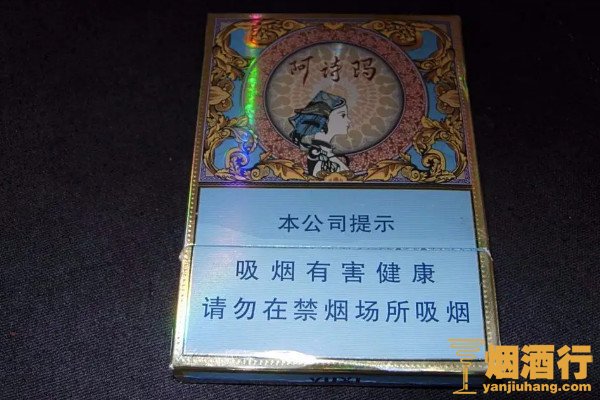 阿诗玛
本公司提示
吸烟有害健康
请勿在禁烟场所吸烟
烟酒行
yanjiuhang.com